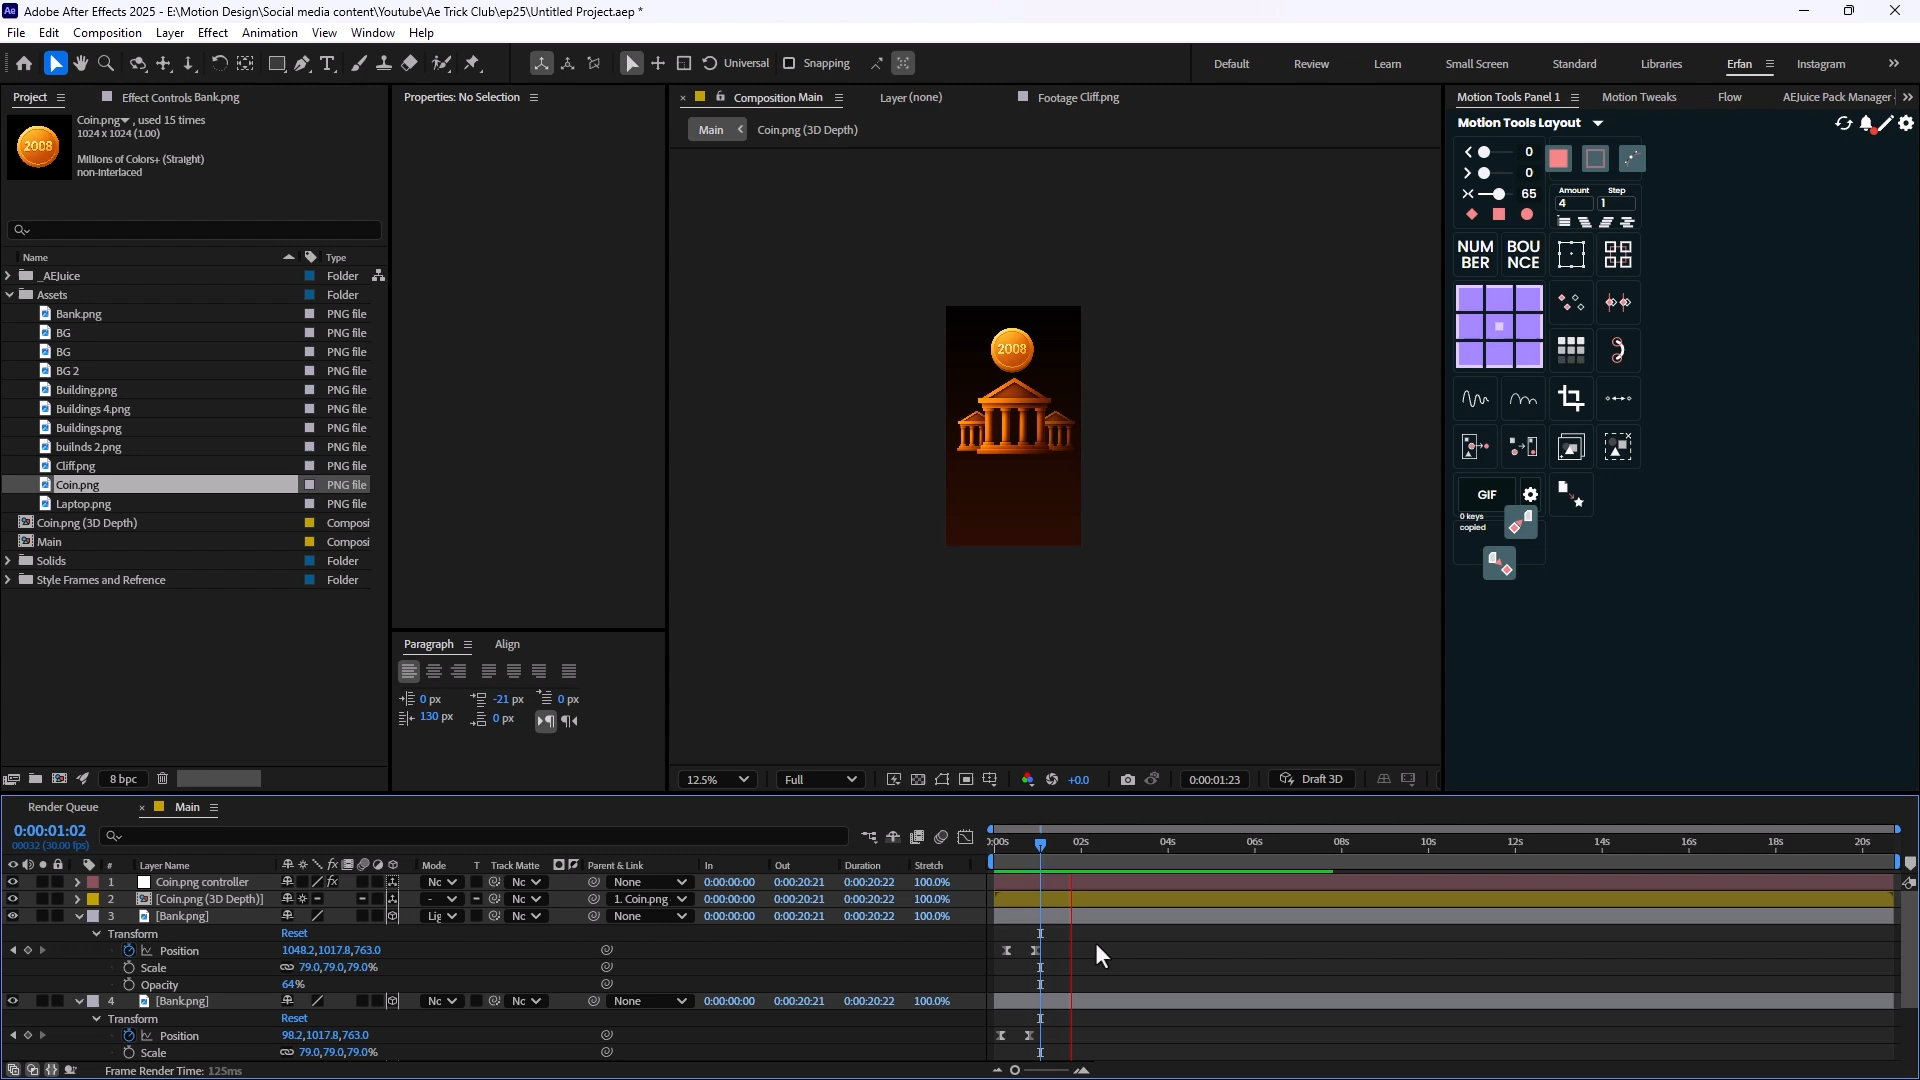 Ae Adobe After Effects 2025 - E:\Motion Design\Social media content\Youtube\Ae Trick Club\ep25\Untitled Project.aep *
File Edit Composition Layer Effect Animation View Window Help
Universal Snapping Default Review Learn Small Screen Standard Libraries Erfan Instagram
Project Effect Controls Bank.png Properties: No Selection Composition Main Layer (none) Footage Cliff.png Motion Tools Panel 1 Motion Tweaks Flow AEJuice Pack Manager
2008
Coin.png , used 15 times
1024 x 1024 (1.00)
Millions of Colors+ (Straight)
non-interlaced
Main Coin.png (3D Depth)
Motion Tools Layout
0
0
65
Amount Step
4 1
NUM
BER
BOU
NCE
GIF
0 keys
copied
Name Type
_AEJuice Folder
Assets Folder
Bank.png PNG file
BG PNG file
BG PNG file
BG 2 PNG file
Building.png PNG file
Buildings 4.png PNG file
Buildings.png PNG file
builnds 2.png PNG file
Cliff.png PNG file
Coin.png PNG file
Laptop.png PNG file
Coin.png (3D Depth) Composi
Main Composi
Solids Folder
Style Frames and Refrence Folder
2008
Paragraph Align
0 px -21 px 0 px
130 px 0 px
8 bpc
12.5% Full +0.0 0:00:01:23 Draft 3D
Render Queue Main
0:00:01:02
00032 (30.00 fps)
:00s 02s 04s 06s 08s 10s 12s 14s 16s 18s 20s
# Layer Name Mode T Track Matte Parent & Link In Out Duration Stretch
1 Coin.png controller Nc Nc None 0:00:00:00 0:00:20:21 0:00:20:22 100.0%
2 [Coin.png (3D Depth)] - Nc 1. Coin.png 0:00:00:00 0:00:20:21 0:00:20:22 100.0%
3 [Bank.png] Lig Nc None 0:00:00:00 0:00:20:21 0:00:20:22 100.0%
Transform Reset
Position 1048.2,1017.8,763.0
Scale 79.0,79.0,79.0%
Opacity 64%
4 [Bank.png] Nc Nc None 0:00:00:00 0:00:20:21 0:00:20:22 100.0%
Transform Reset
Position 98.2,1017.8,763.0
Scale 79.0,79.0,79.0%
Frame Render Time: 125ms